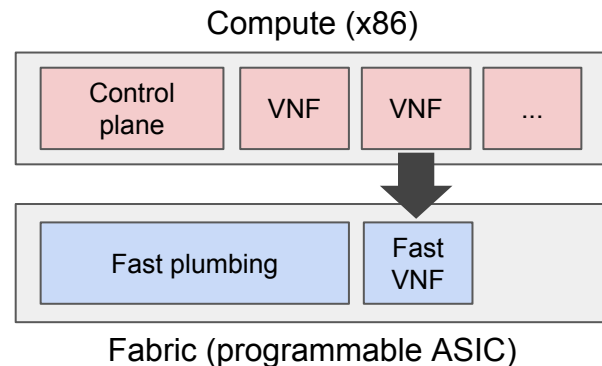 Compute (x86)
Control
plane
VNF
VNF
...
Fast plumbing
Fast
VNF
Fabric (programmable ASIC)